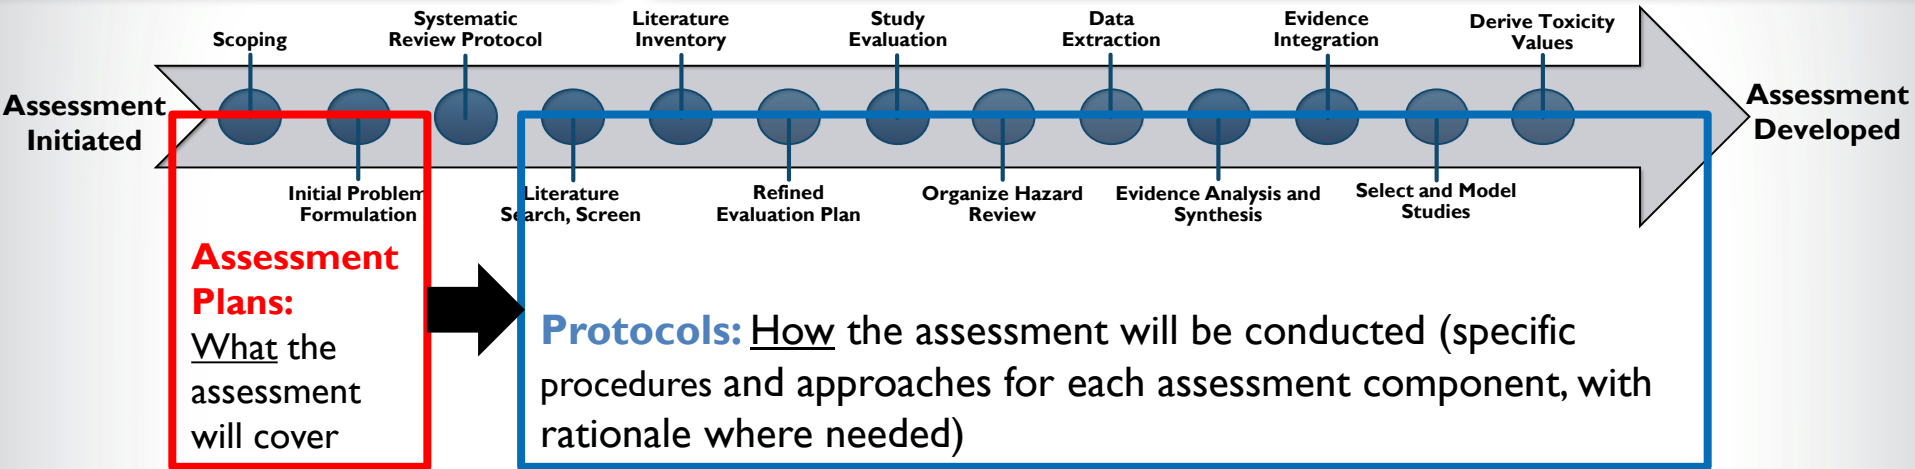 Scoping
Systematic
Review Protocol
Literature
Inventory
Study
Evaluation
Data
Extraction
Evidence
Integration
Derive Toxicity
Values
Assessment
Initiated
Assessment
Developed
Initial Problem
Formulation
Literature
Search, Screen
Refined
Evaluation Plan
Organize Hazard
Review
Evidence Analysis and
Synthesis
Select and Model
Studies
Assessment
Plans:
What the
assessment
will cover
Protocols: How the assessment will be conducted (specific
procedures and approaches for each assessment component, with
rationale where needed)